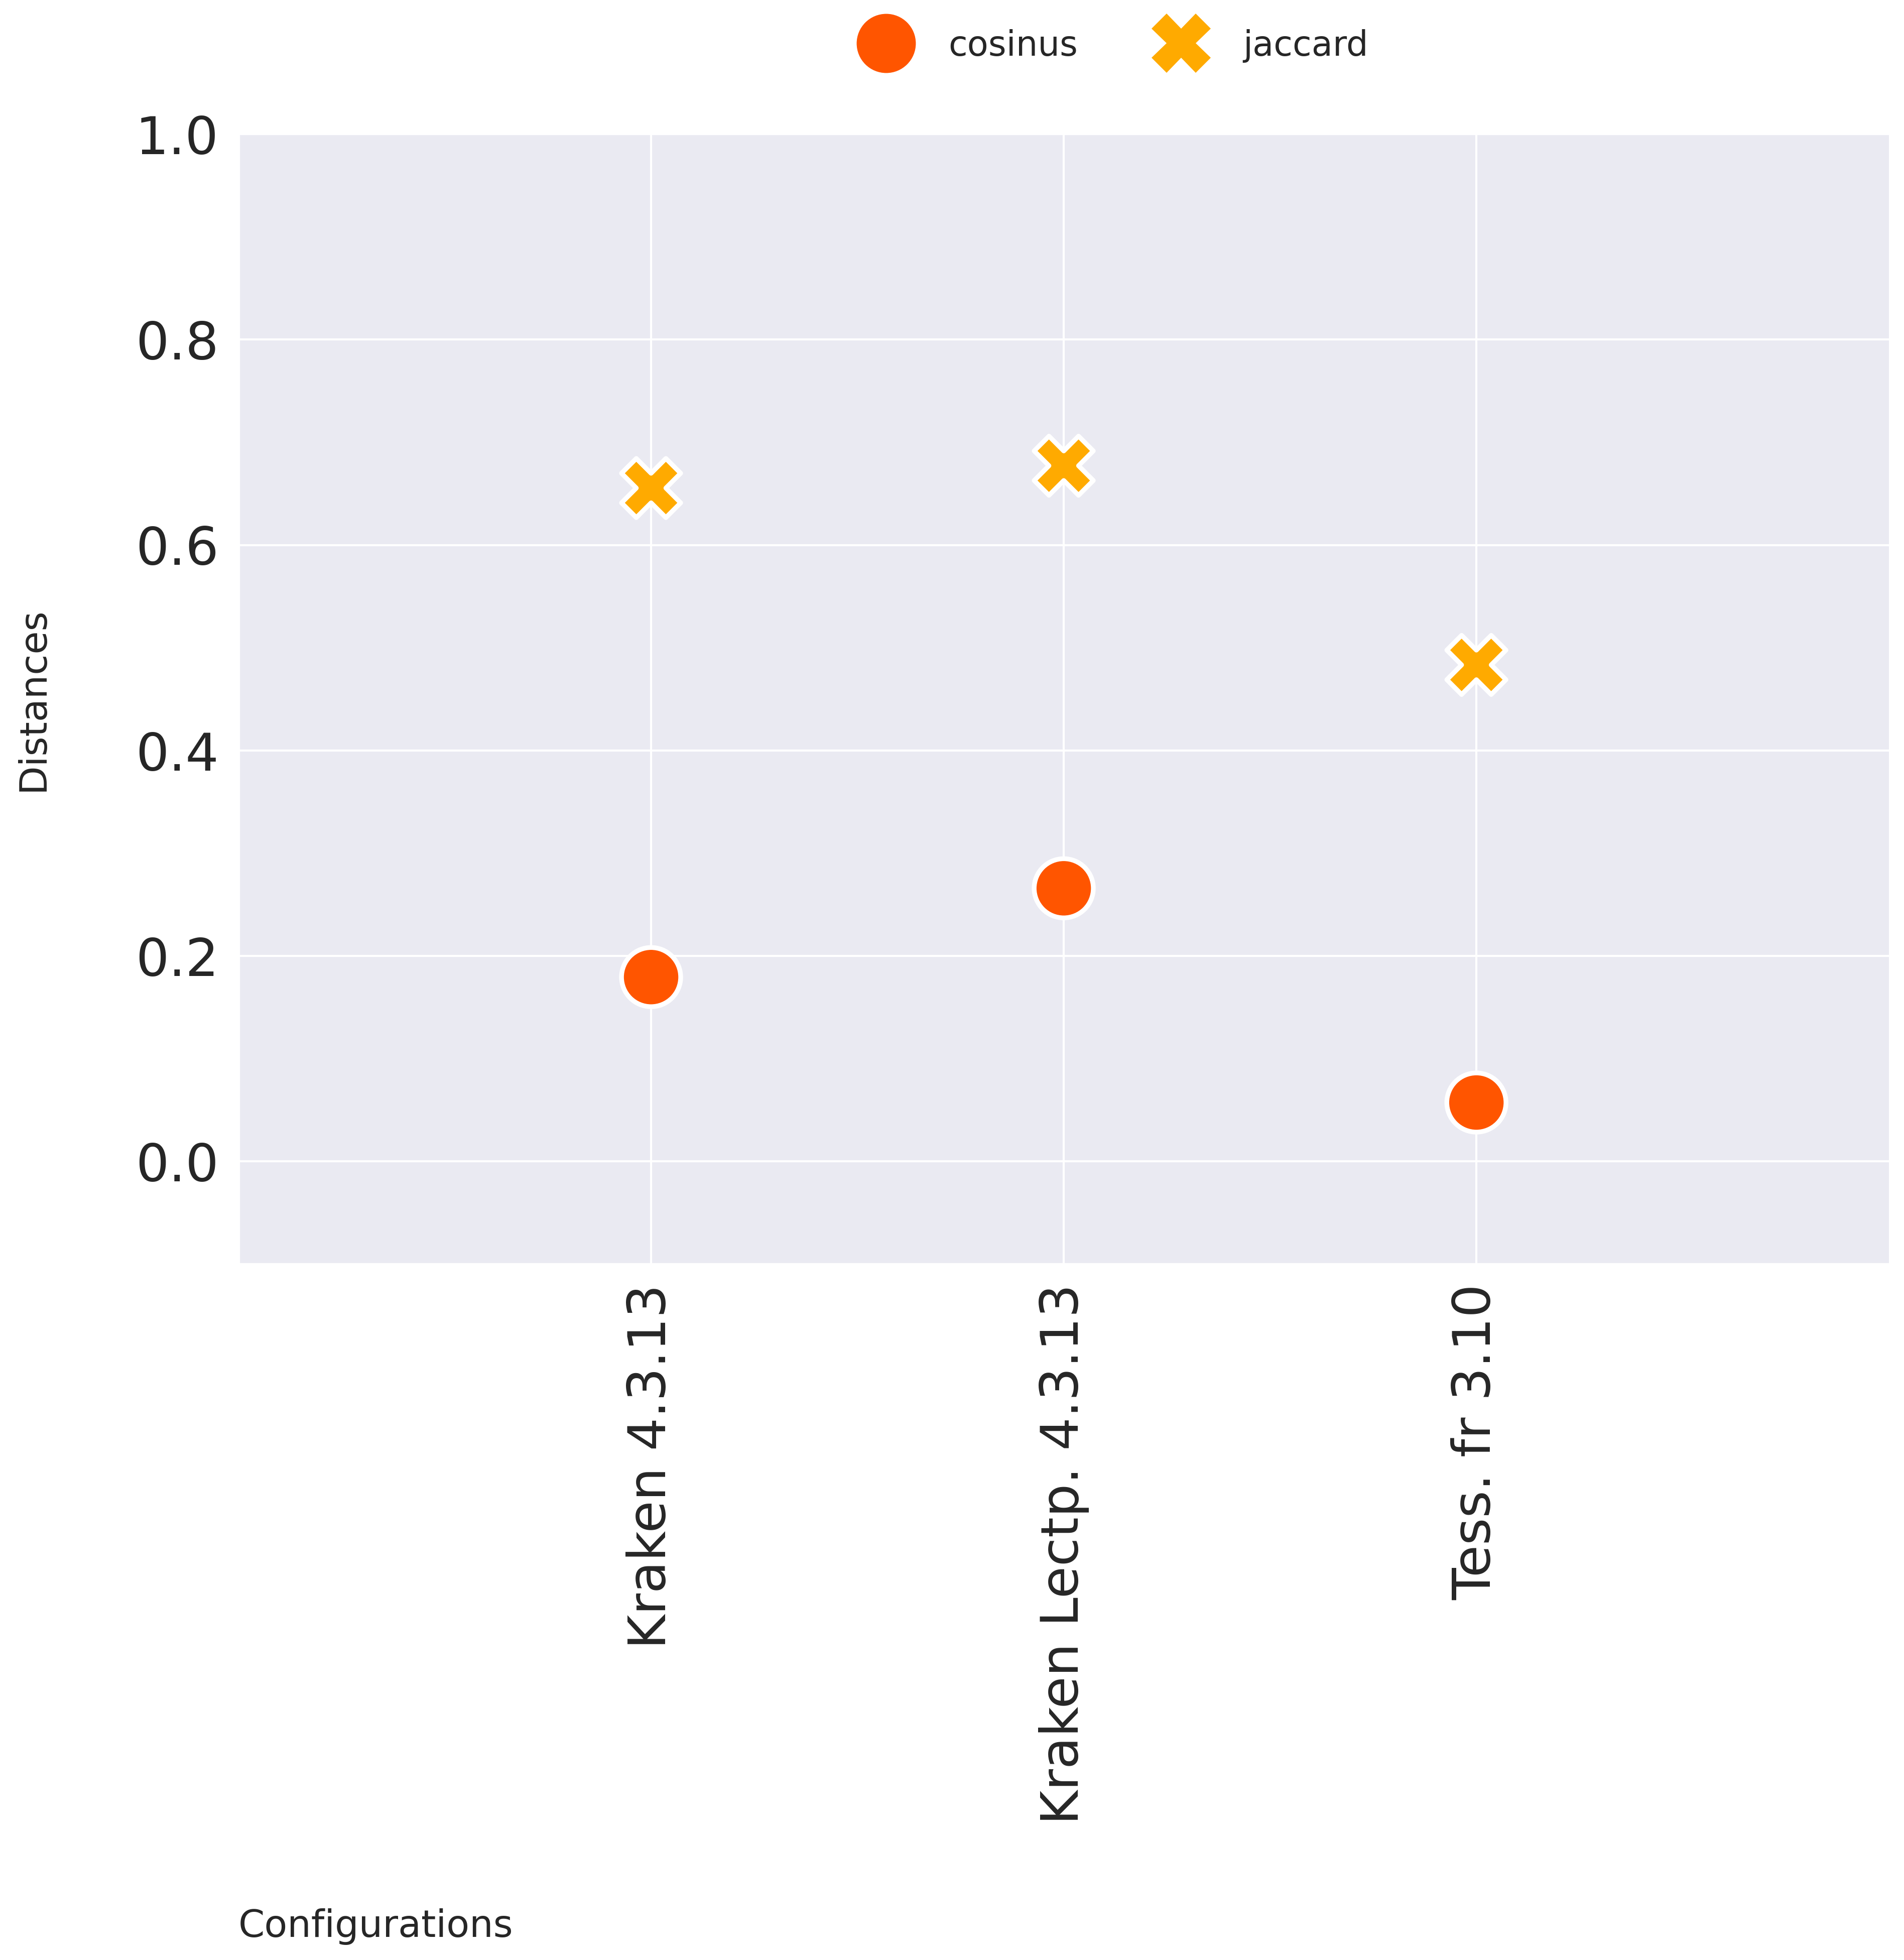 cosinus jaccard
1.0
0.8
0.6
0.4
0.2
0.0
Distances
Kraken 4.3.13
Kraken Lectp. 4.3.13
Tess. fr 3.10
Configurations